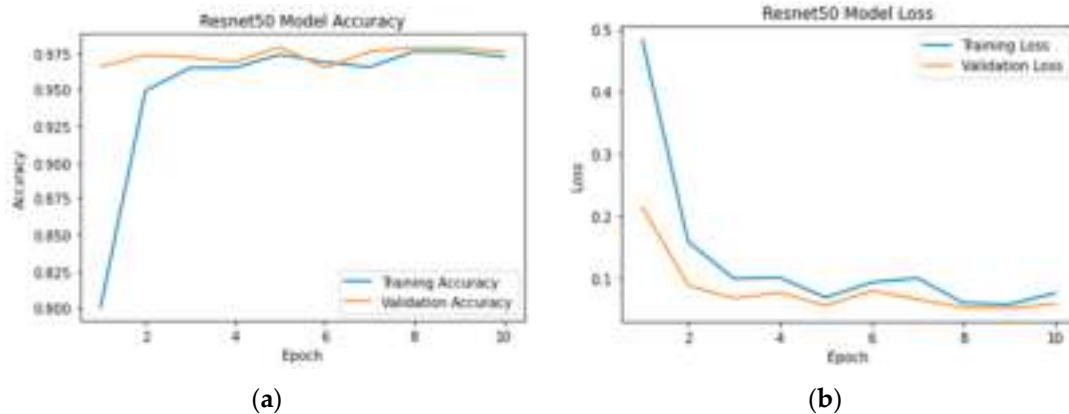 Resnet50 Model Accuracy
0.975
0.950
0.925
0.900
0.875
0.850
0.825
0.800
Accuracy
Training Accuracy
Validation Accuracy
2 4 6 8 10
Epoch
(a)
Resnet50 Model Loss
0.5
0.4
0.3
0.2
0.1
Loss
Training Loss
Validation Loss
2 4 6 8 10
Epoch
(b)